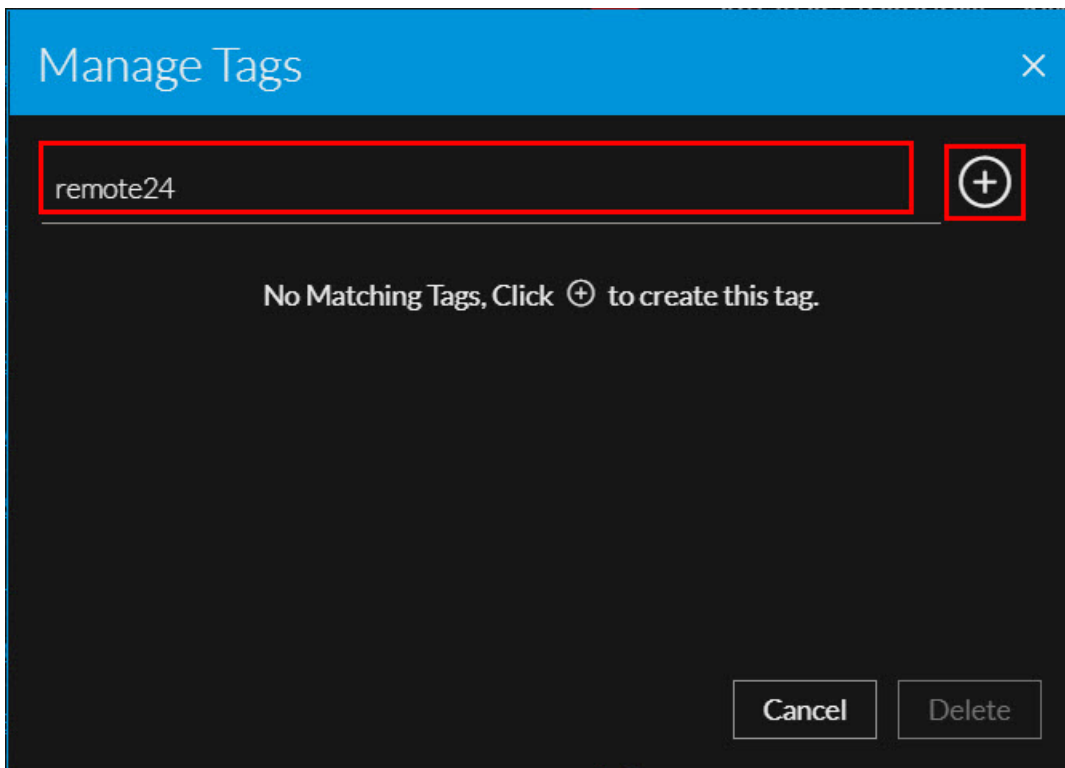 Manage Tags
remote24
No Matching Tags, Click ⊕ to create this tag.
Cancel
Delete